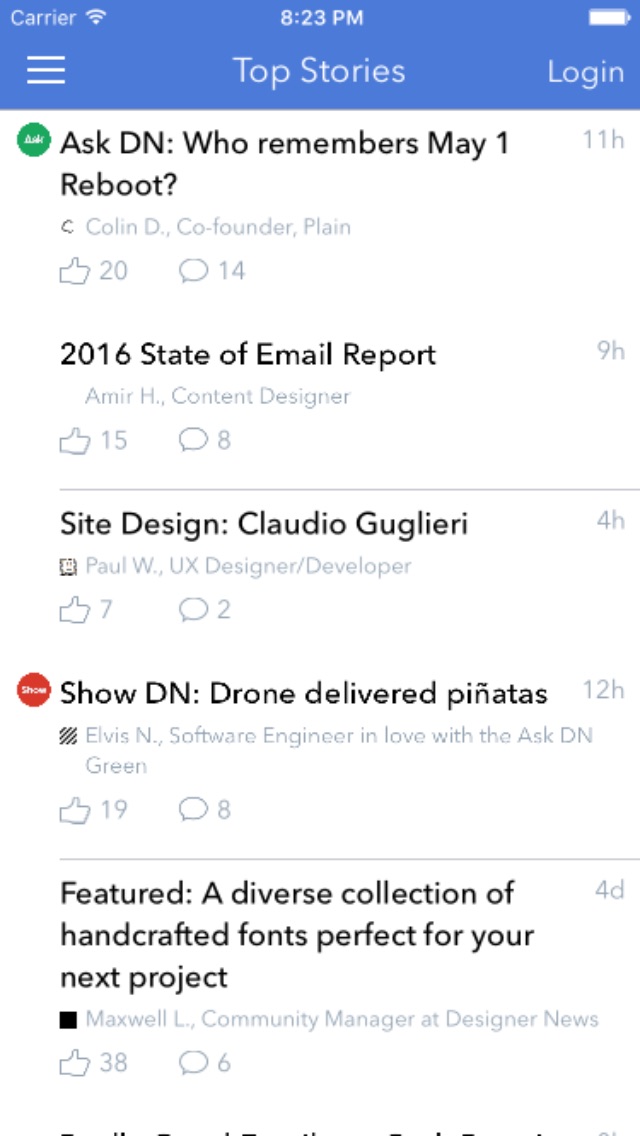 Carrier 8:23 PM
Top Stories Login
Ask Ask DN: Who remembers May 1 11h
Reboot?
Colin D., Co-founder, Plain
20 14
2016 State of Email Report 9h
Amir H., Content Designer
15 8
Site Design: Claudio Guglieri 4h
Paul W., UX Designer/Developer
7 2
Show Show DN: Drone delivered piñatas 12h
Elvis N., Software Engineer in love with the Ask DN
Green
19 8
Featured: A diverse collection of 4d
handcrafted fonts perfect for your
next project
Maxwell L., Community Manager at Designer News
38 6